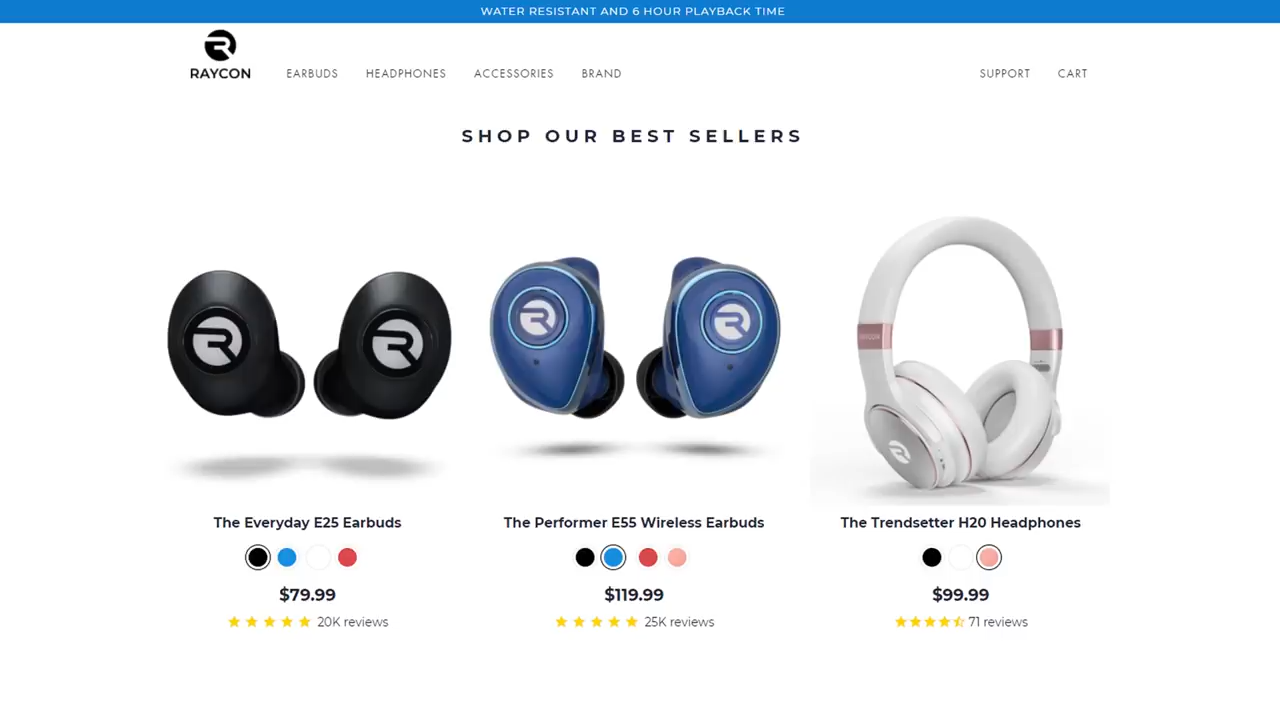 WATER RESISTANT AND 6 HOUR PLAYBACK TIME
RAYCON
EARBUDS
HEADPHONES
ACCESSORIES
BRAND
SUPPORT
CART
SHOP OUR BEST SELLERS
The Everyday E25 Earbuds
$79.99
20K reviews
The Performer E55 Wireless Earbuds
$119.99
25K reviews
The Trendsetter H20 Headphones
$99.99
71 reviews